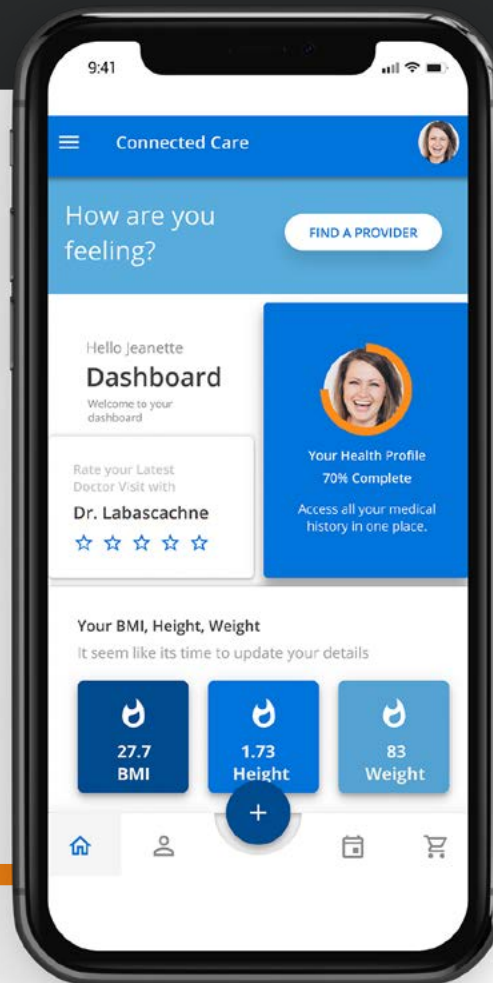 9:41
Connected Care
How are you
feeling?
FIND A PROVIDER
Hello Jeanette
Dashboard
Welcome to your
dashboard
Rate your Latest
Doctor Visit with
Dr. Labascachne
Your Health Profile
70% Complete
Access all your medical
history in one place.
Your BMI, Height, Weight
It seem like its time to update your details
27.7
BMI
1.73
Height
83
Weight